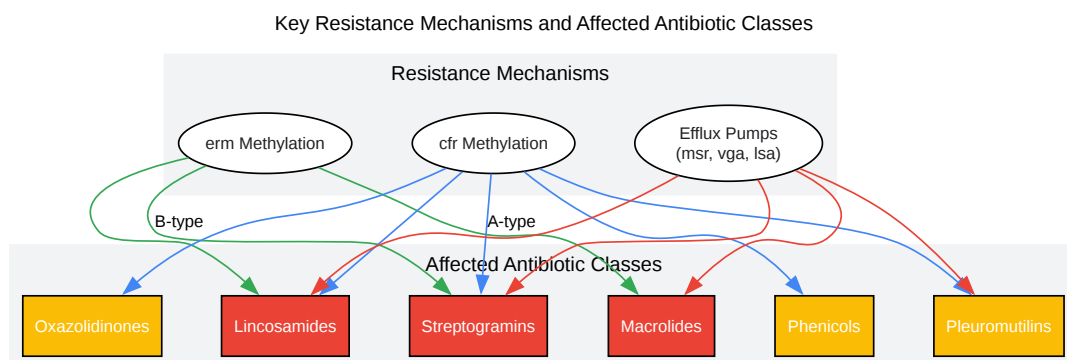 Key Resistance Mechanisms and Affected Antibiotic Classes
Resistance Mechanisms
erm Methylation
cfr Methylation
Efflux Pumps
(msr, vga, lsa)
B-type
A-type
Affected Antibiotic Classes
Oxazolidinones
Lincosamides
Streptogramins
Macrolides
Phenicols
Pleuromutilins